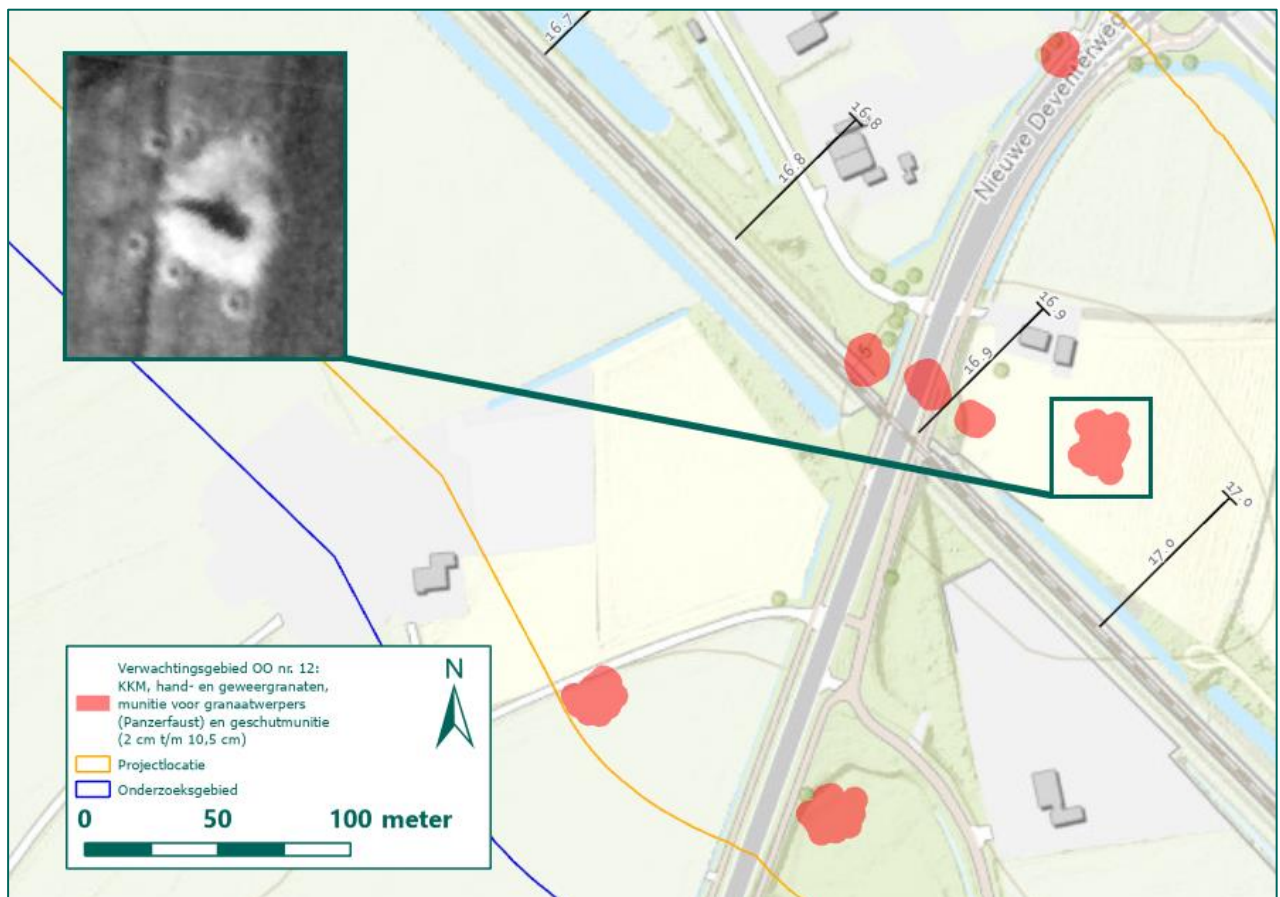 16.7
Nieuwe Deventerweg
16.8
16.8
16.9
16.9
17.0
17.0
Verwachtingsgebied OO nr. 12:
KKM, hand- en geweergranaten,
munitie voor granaatwerpers
(Panzerfaust) en geschutmunitie
(2 cm t/m 10,5 cm)
Projectlocatie
Onderzoeksgebied
N
0 50 100 meter